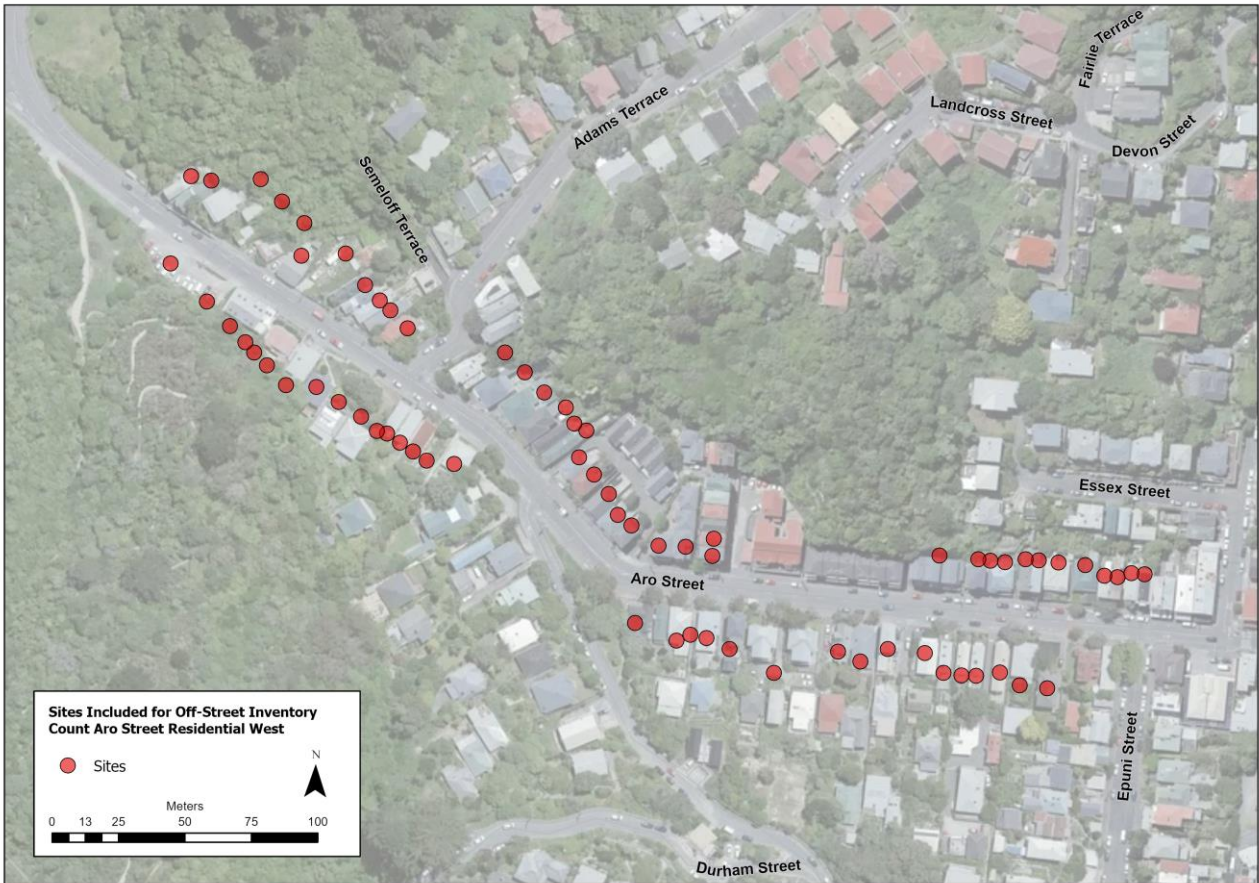 Fairlie Terrace
Adams Terrace
Landcross Street
Devon Street
Semeloff Terrace
Essex Street
Aro Street
Epuni Street
Durham Street
Sites Included for Off-Street Inventory
Count Aro Street Residential West
Sites
N
Meters
0 13 25 50 75 100